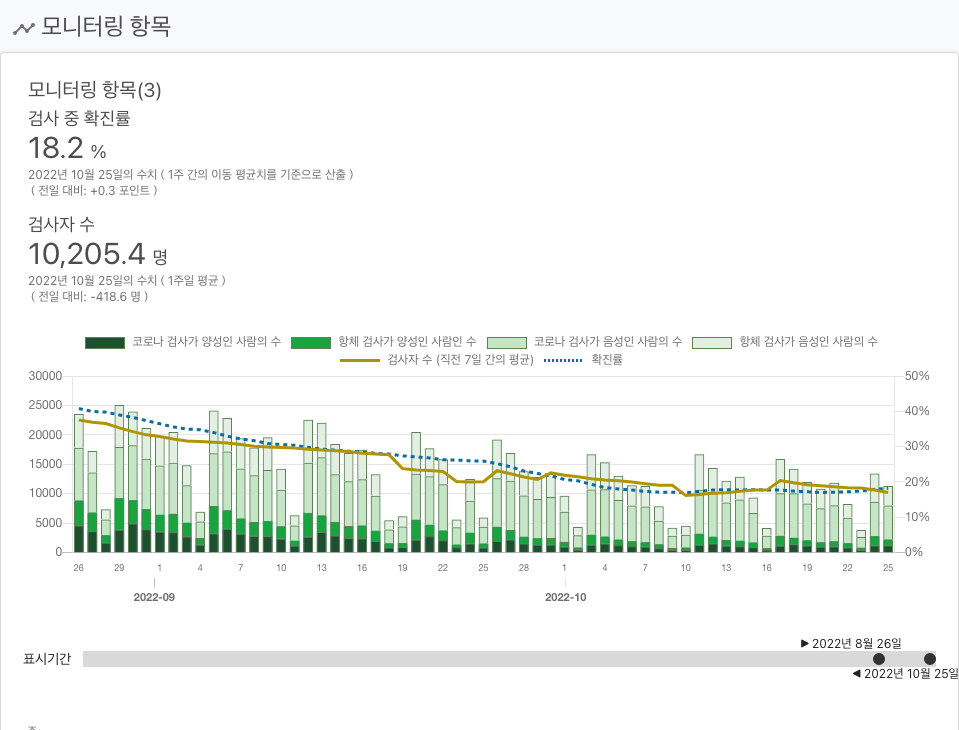 모니터링 항목
모니터링 항목(3)
검사 중 확진률
18.2 %
2022년 10월 25일의 수치 ( 1주 간의 이동 평균치를 기준으로 산출 )
( 전일 대비: +0.3 포인트 )
검사자 수
10,205.4 명
2022년 10월 25일의 수치 ( 1주일 평균 )
( 전일 대비: -418.6 명 )
코로나 검사가 양성인 사람의 수 항체 검사가 양성인 사람인 수 코로나 검사가 음성인 사람의 수 항체 검사가 음성인 사람의 수
검사자 수 (직전 7일 간의 평균) 확진률
30000 50%
25000 40%
20000 30%
15000 20%
10000 10%
5000
0 0%
26 29 1 4 7 10 13 16 19 22 25 28 1 4 7 10 13 16 19 22 25
2022-09 2022-10
▶ 2022년 8월 26일
표시기간
◀ 2022년 10월 25일